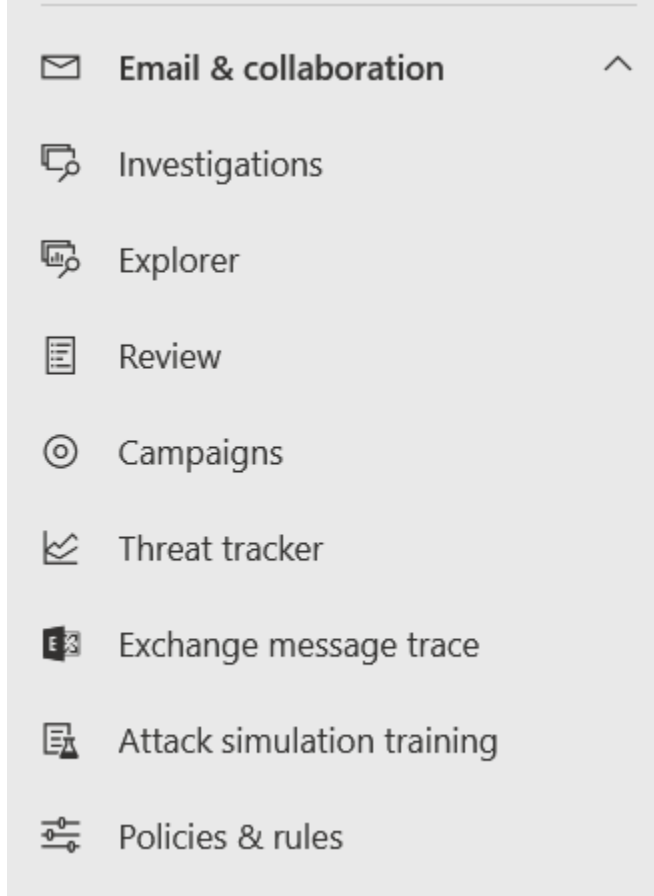 Email & collaboration
Investigations
Explorer
Review
Campaigns
Threat tracker
Exchange message trace
Attack simulation training
Policies & rules